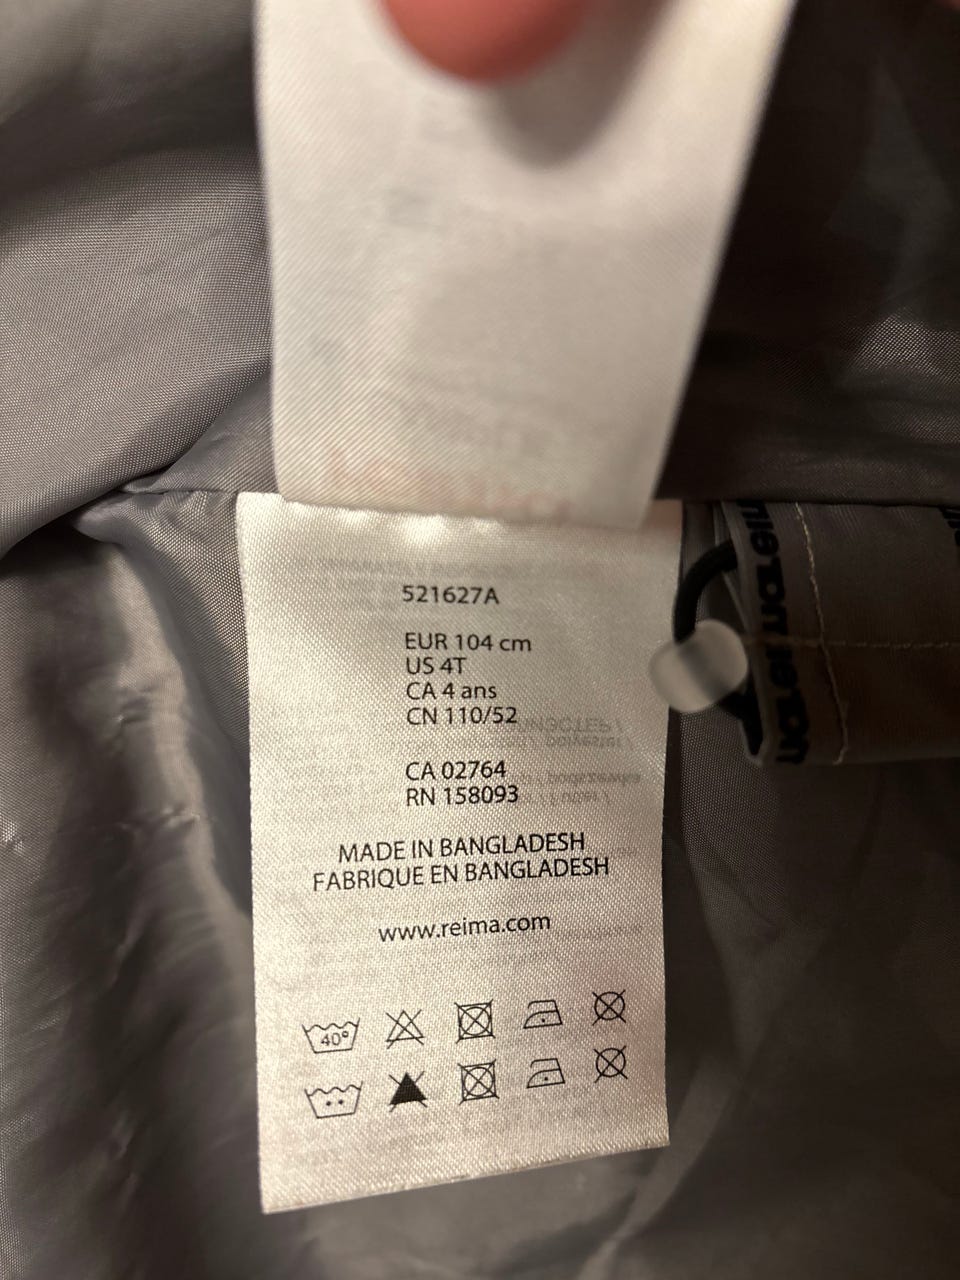 521627A
EUR 104 cm
US 4T
CA 4 ans
CN 110/52
CA 02764
RN 158093
MADE IN BANGLADESH
FABRIQUE EN BANGLADESH
www.reima.com
40°